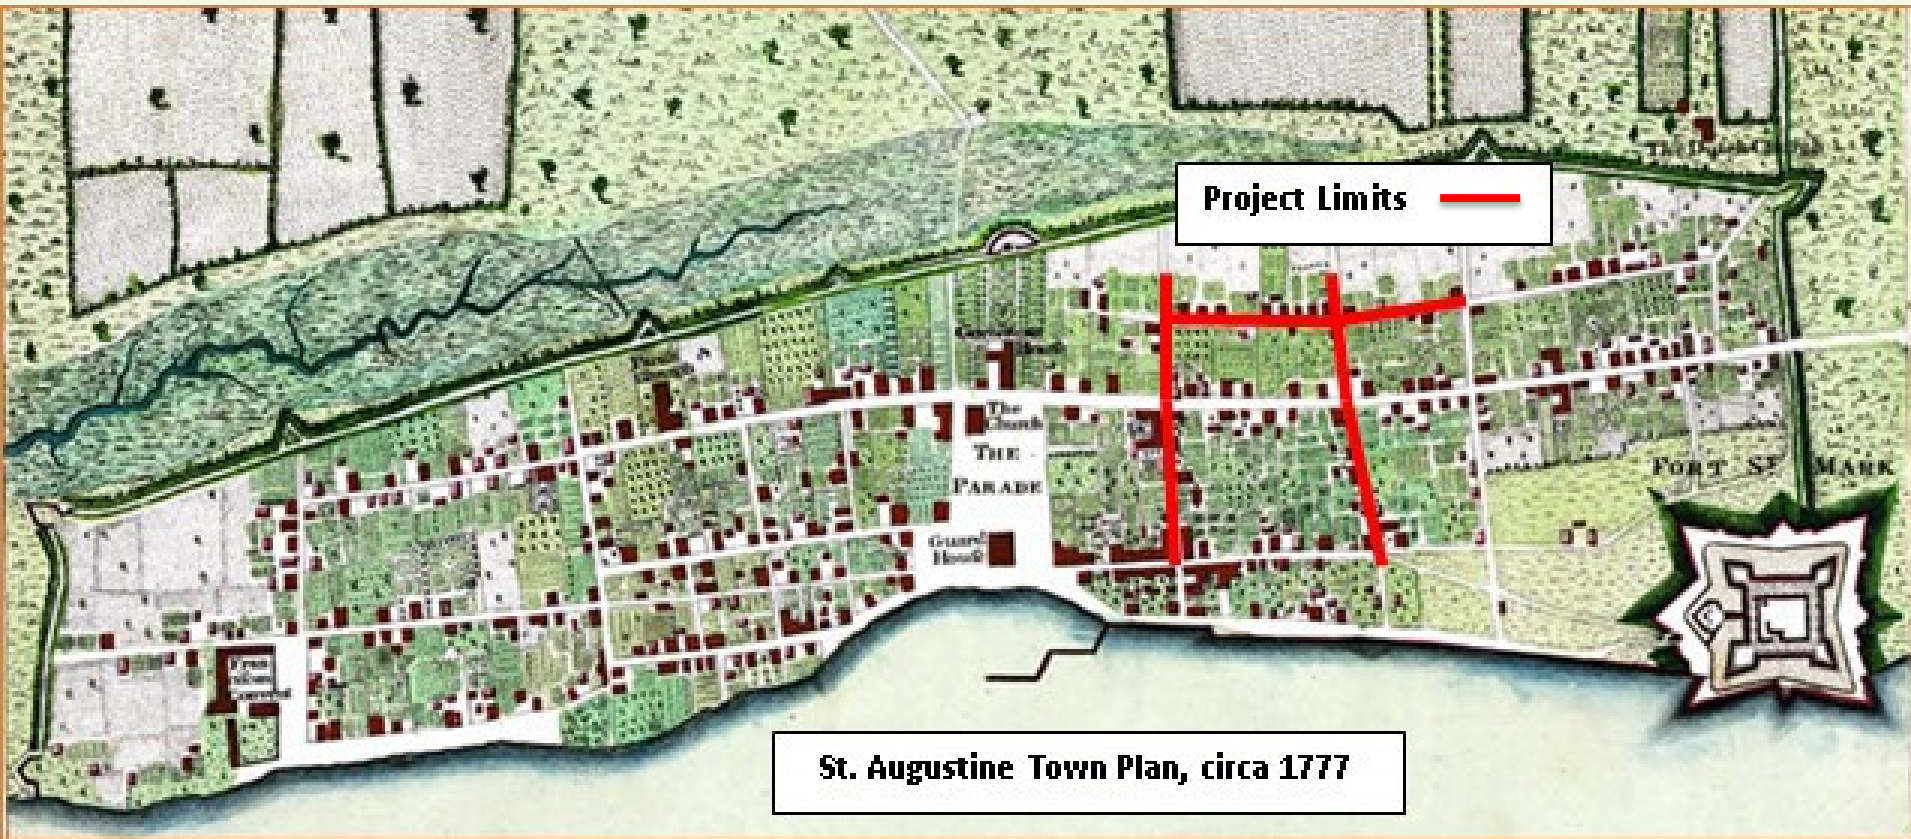 Project Limits
The
Church
THE
PARADE
Guard
House
FORT ST MARK
St. Augustine Town Plan, circa 1777